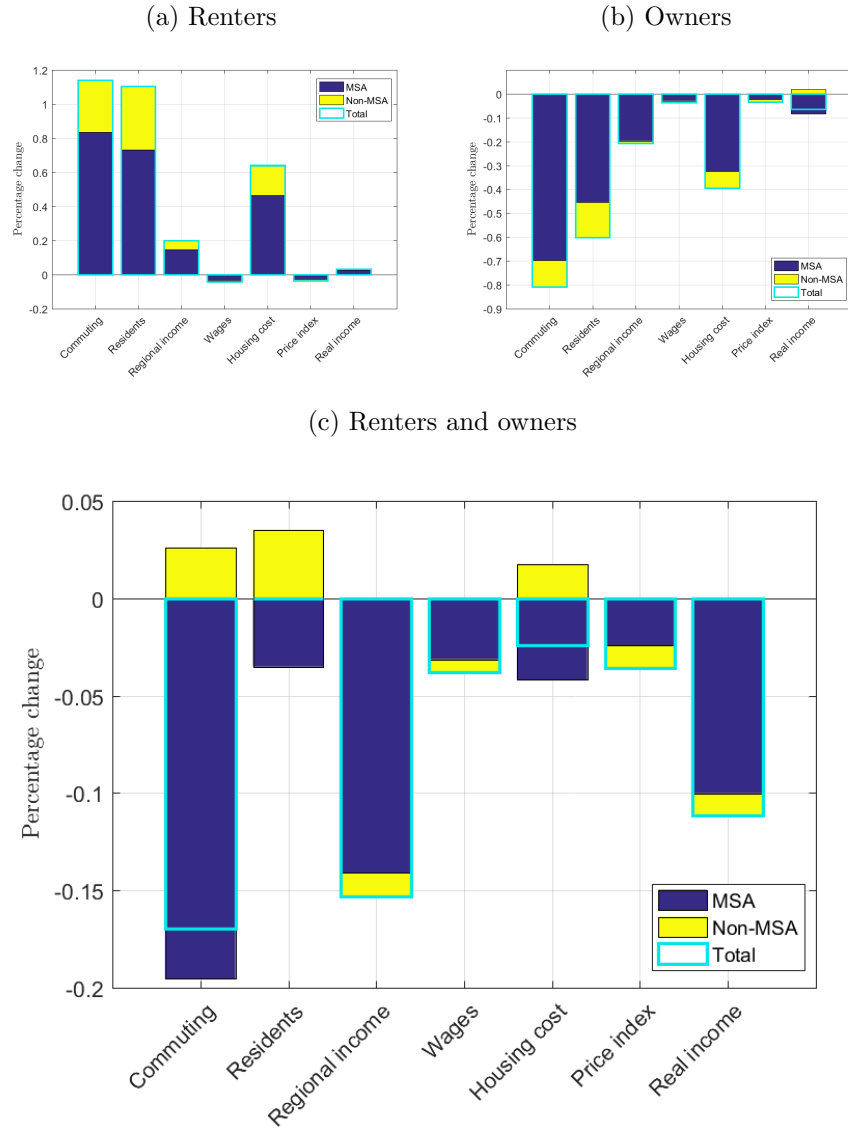 (a) Renters
1.2
1
0.8
0.6
0.4
0.2
0
-0.2
Percentage change
MSA
Non-MSA
Total
Commuting
Residents
Regional income
Wages
Housing cost
Price index
Real income
(b) Owners
0
-0.1
-0.2
-0.3
-0.4
-0.5
-0.6
-0.7
-0.8
-0.9
Percentage change
MSA
Non-MSA
Total
Commuting
Residents
Regional income
Wages
Housing cost
Price index
Real income
(c) Renters and owners
0.05
0
-0.05
-0.1
-0.15
-0.2
Percentage change
MSA
Non-MSA
Total
Commuting
Residents
Regional income
Wages
Housing cost
Price index
Real income